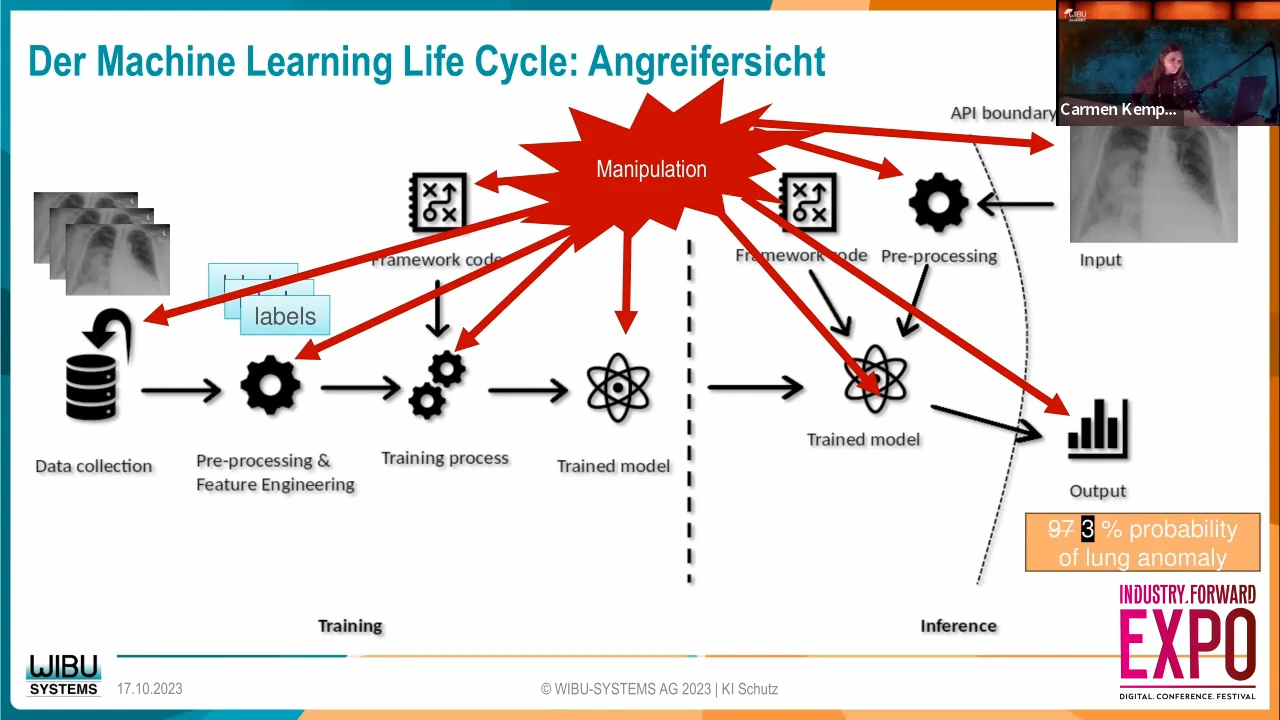 Der Machine Learning Life Cycle: Angreifersicht
WIBU
Carmen Kemp...
API boundary
Manipulation
Framework code
Framework code
Pre-processing
Input
labels
Data collection
Pre-processing &
Feature Engineering
Training process
Trained model
Trained model
Output
97 3 % probability
of lung anomaly
Training
Inference
INDUSTRY.FORWARD
EXPO
DIGITAL.CONFERENCE.FESTIVAL
WIBU
SYSTEMS
17.10.2023
© WIBU-SYSTEMS AG 2023 | KI Schutz